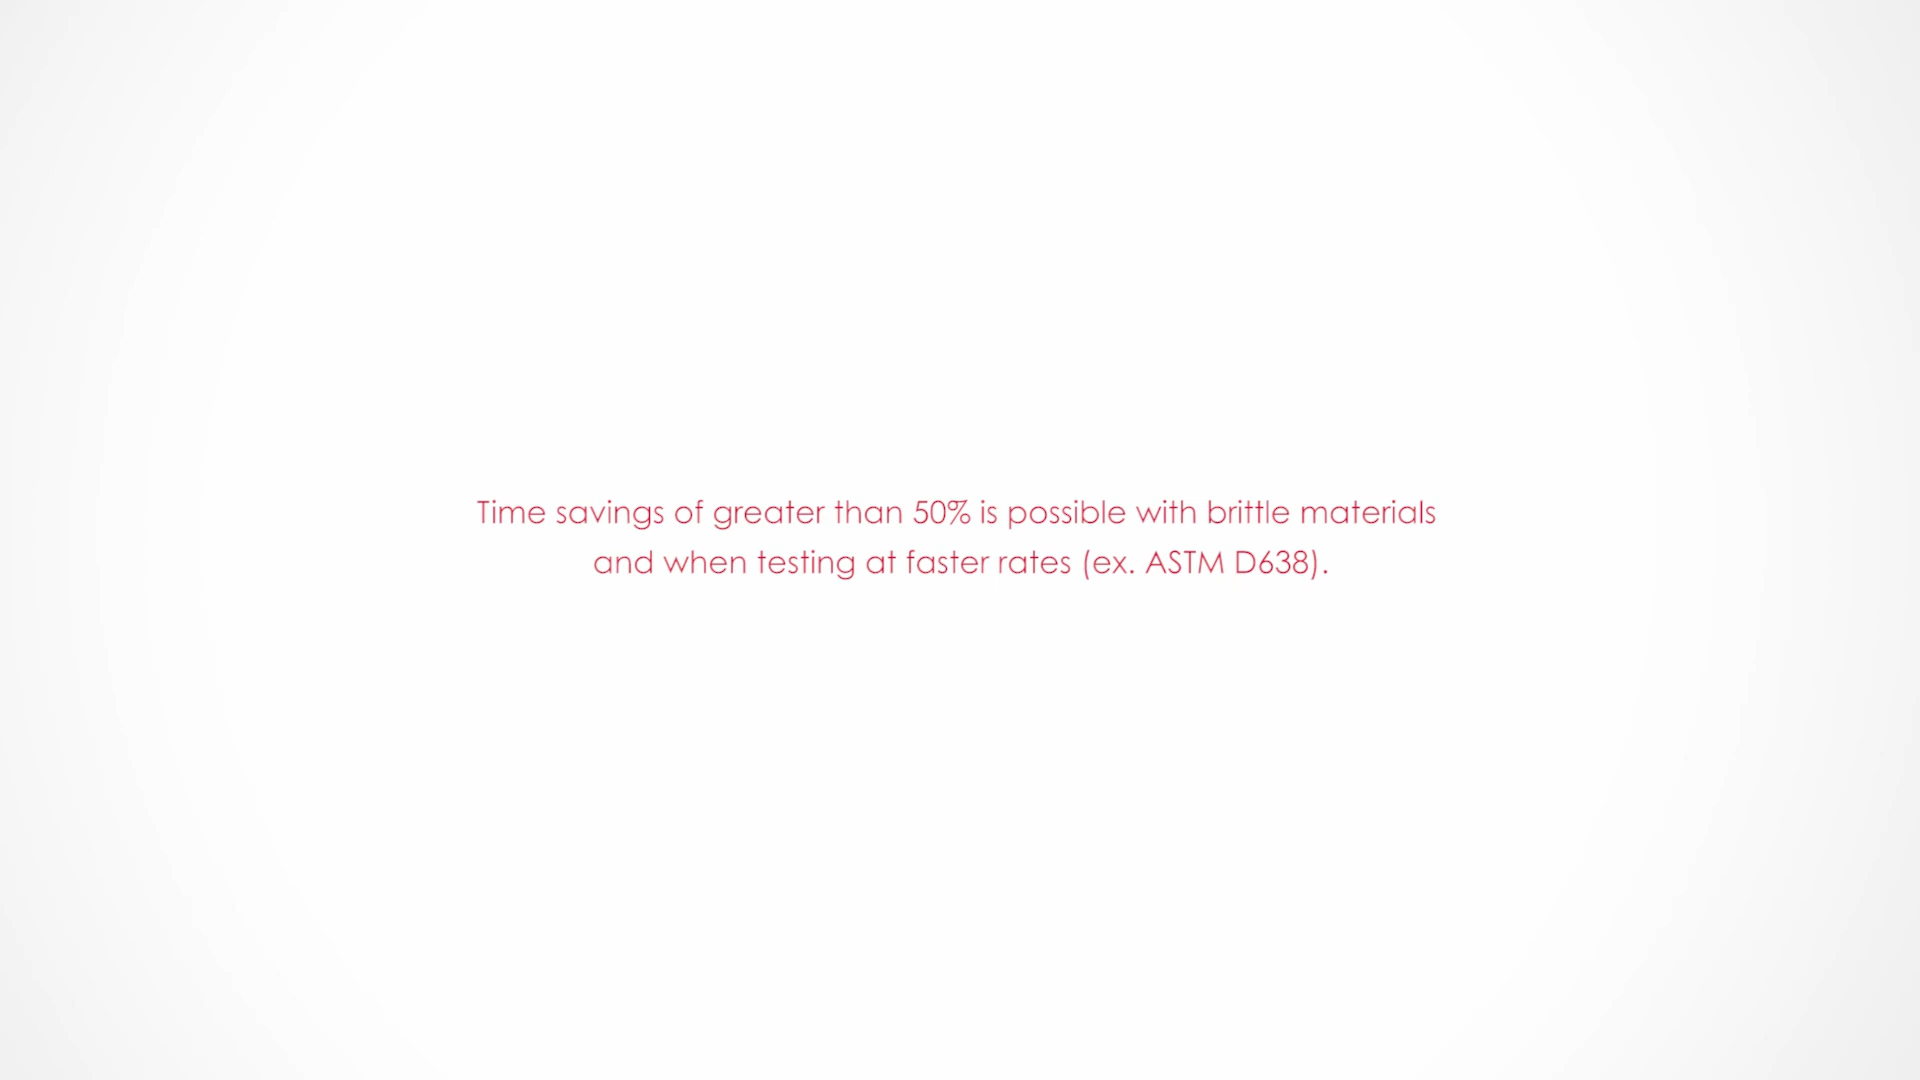 Time savings of greater than 50% is possible with brittle materials
and when testing at faster rates (ex. ASTM D638).